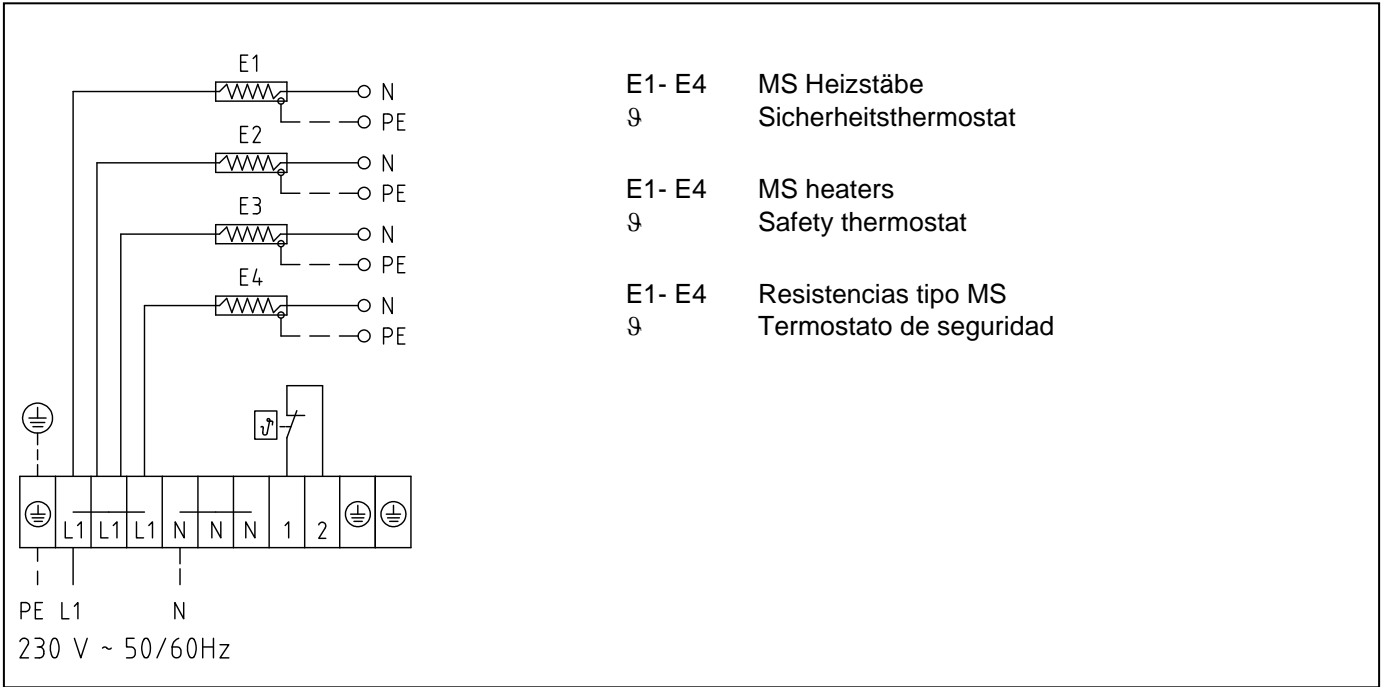 E1
N
PE
E2
N
PE
E3
N
PE
E4
N
PE
E1- E4 MS Heizstäbe
ϑ Sicherheitsthermostat
E1- E4 MS heaters
ϑ Safety thermostat
E1- E4 Resistencias tipo MS
ϑ Termostato de seguridad
ϑ
L1 L1 L1 N N N 1 2
PE L1 N
230 V ~ 50/60Hz